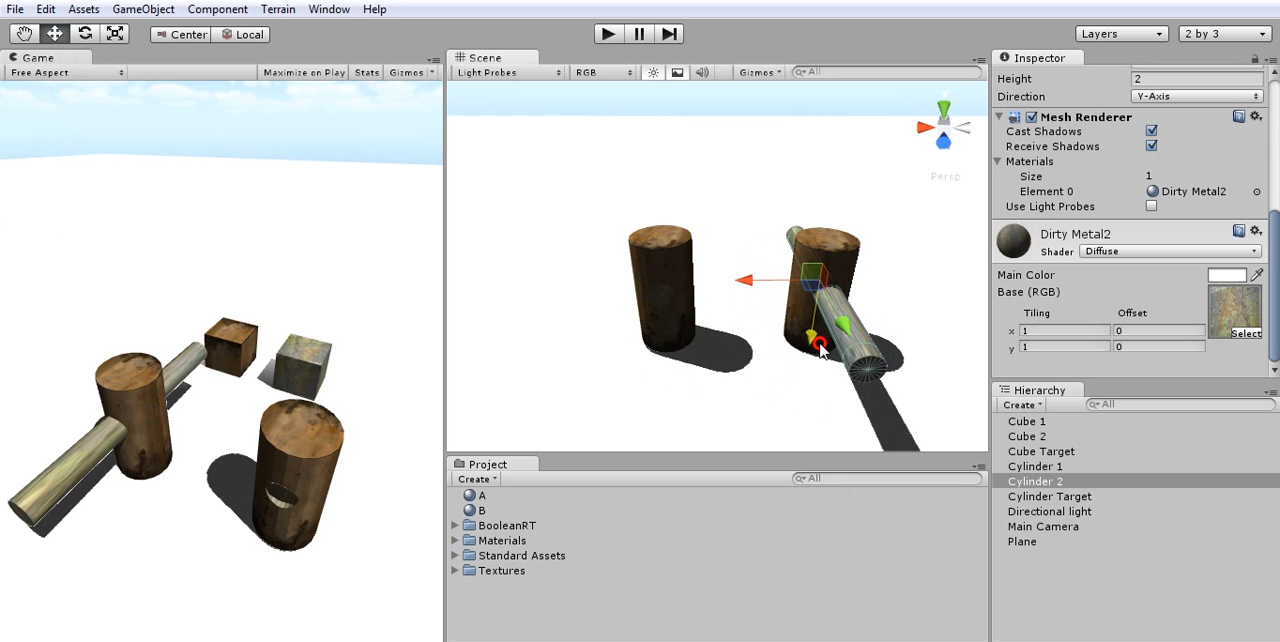 File Edit Assets GameObject Component Terrain Window Help
Center Local Layers 2 by 3
Game
Free Aspect Maximize on Play Stats Gizmos
Scene
Light Probes RGB Gizmos All
Persp
Inspector
Height 2
Direction Y-Axis
Mesh Renderer
Cast Shadows
Receive Shadows
Materials
Size 1
Element 0 Dirty Metal2
Use Light Probes
Dirty Metal2
Shader Diffuse
Main Color
Base (RGB)
Tiling Offset
x 1 0
y 1 0
Select
Hierarchy
Create All
Cube 1
Cube 2
Cube Target
Cylinder 1
Cylinder 2
Cylinder Target
Directional light
Main Camera
Plane
Project
Create All
A
B
BooleanRT
Materials
Standard Assets
Textures